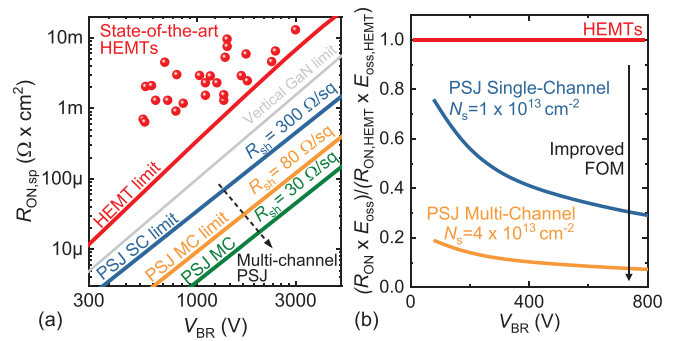 10m
1m
100µ
10µ
R_ON,sp (Ω x cm²)
State-of-the-art
HEMTs
Vertical GaN limit
HEMT limit
PSJ SC limit
R_sh = 300 Ω/sq
PSJ MC limit
R_sh = 80 Ω/sq
PSJ MC
R_sh = 30 Ω/sq
Multi-channel
PSJ
300
1000
3000
V_BR (V)
(a)
(R_ON x E_oss)/(R_ON,HEMT x E_oss,HEMT)
1.0
0.8
0.6
0.4
0.2
0.0
HEMTs
PSJ Single-Channel
N_s=1 x 10¹³ cm⁻²
Improved
FOM
PSJ Multi-Channel
N_s=4 x 10¹³ cm⁻²
0
400
800
V_BR (V)
(b)